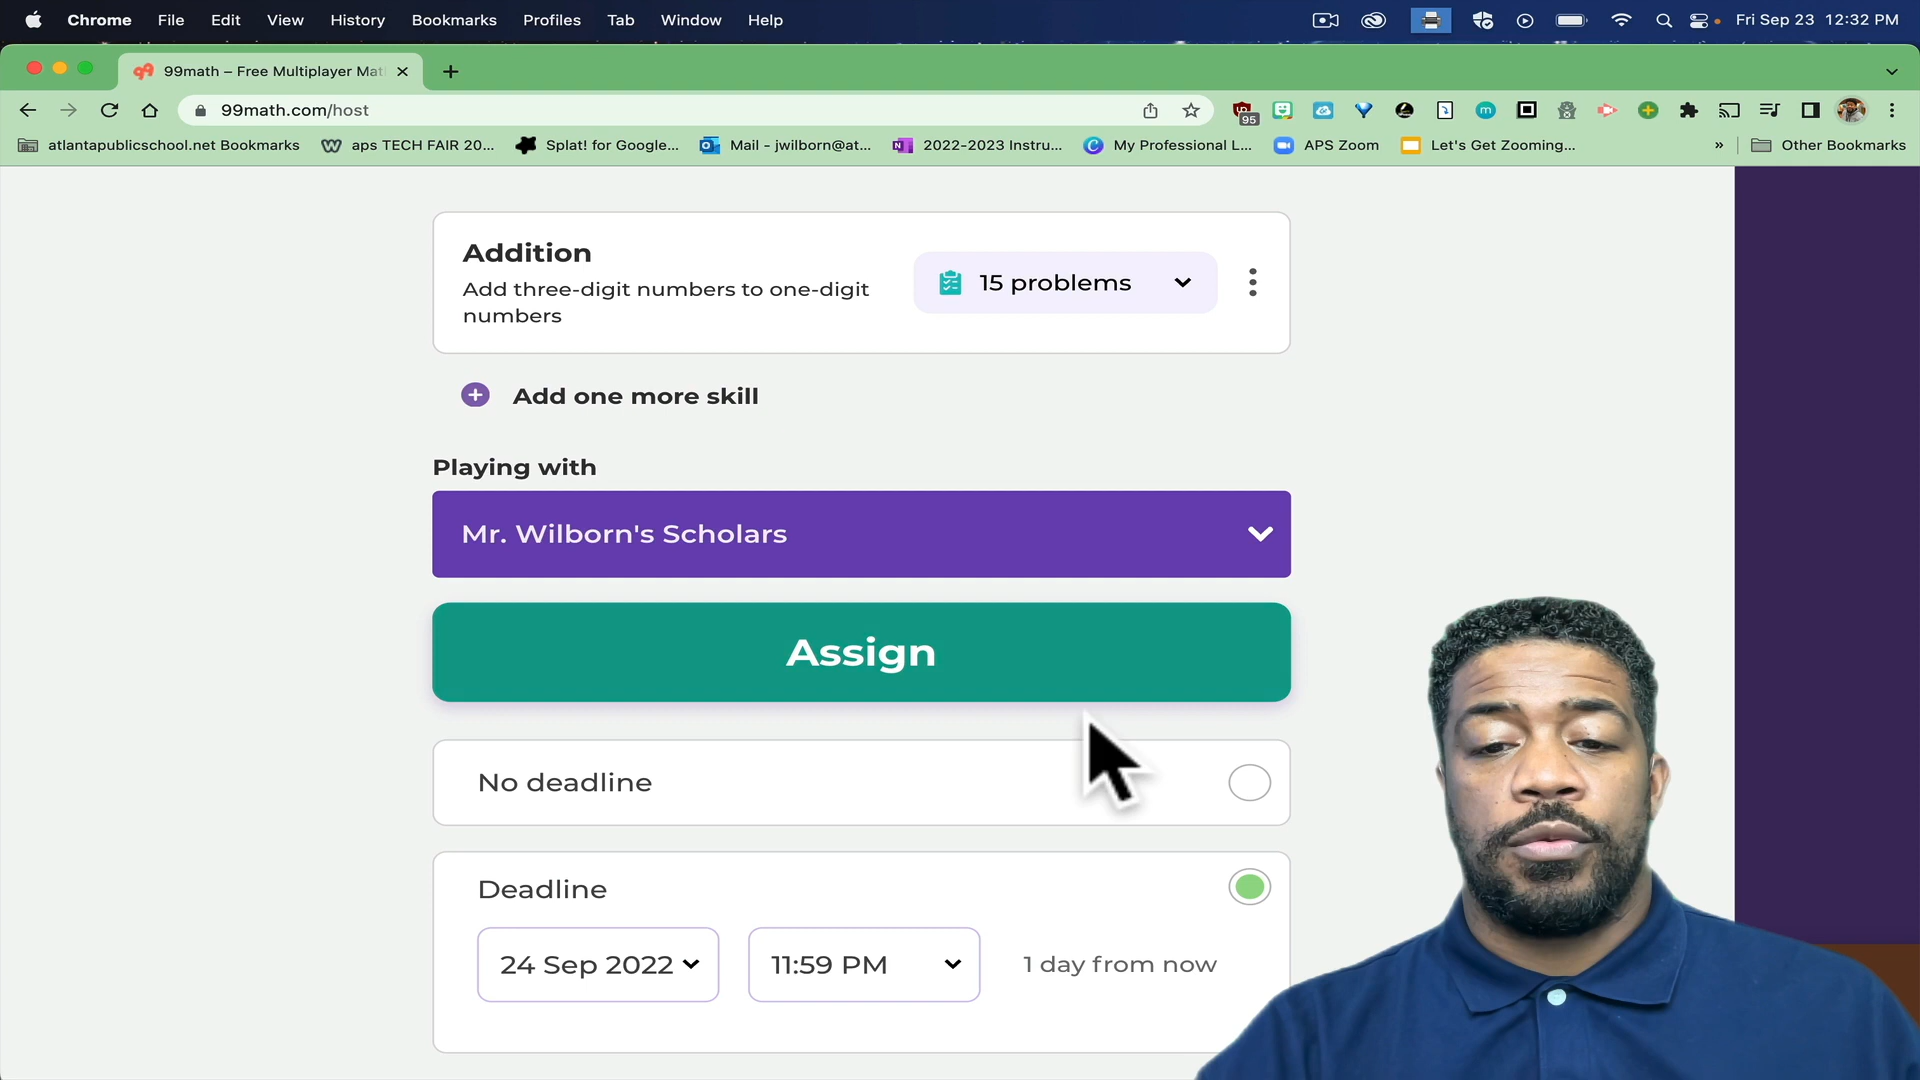 Chrome File Edit View History Bookmarks Profiles Tab Window Help Fri Sep 23 12:32 PM
99math – Free Multiplayer Mat
99math.com/host
95
atlantapublicschool.net Bookmarks aps TECH FAIR 20... Splat! for Google... Mail - jwilborn@at... 2022-2023 Instru... My Professional L... APS Zoom Let's Get Zooming... » Other Bookmarks
Addition
Add three-digit numbers to one-digit
numbers
15 problems
Add one more skill
Playing with
Mr. Wilborn's Scholars
Assign
No deadline
Deadline
24 Sep 2022 11:59 PM 1 day from now